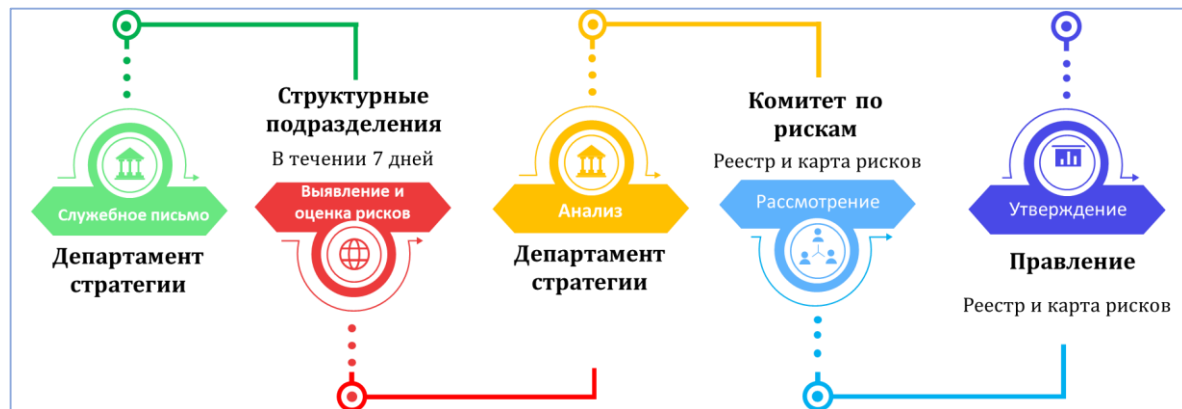 Служебное письмо
Департамент
стратегии
Структурные
подразделения
В течении 7 дней
Выявление и
оценка рисков
Анализ
Департамент
стратегии
Комитет по
рискам
Реестр и карта рисков
Рассмотрение
Утверждение
Правление
Реестр и карта рисков